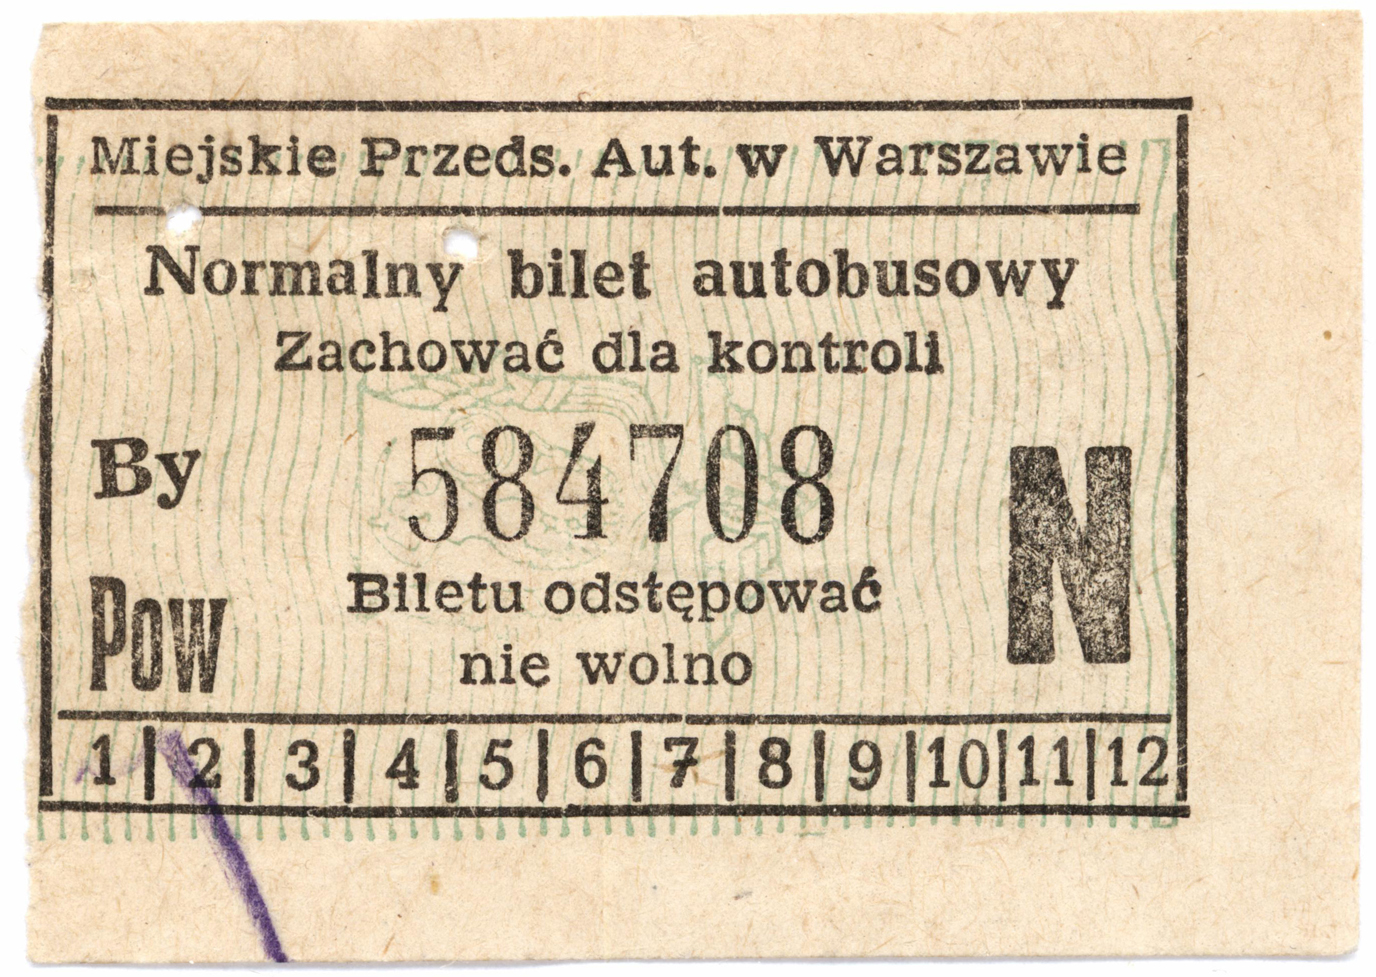 Miejskie Przeds. Aut. w Warszawie
Normalny bilet autobusowy
Zachować dla kontroli
By 584708 N
Biletu odstępować
Pow nie wolno
1|2|3|4|5|6|7|8|9|10|11|12